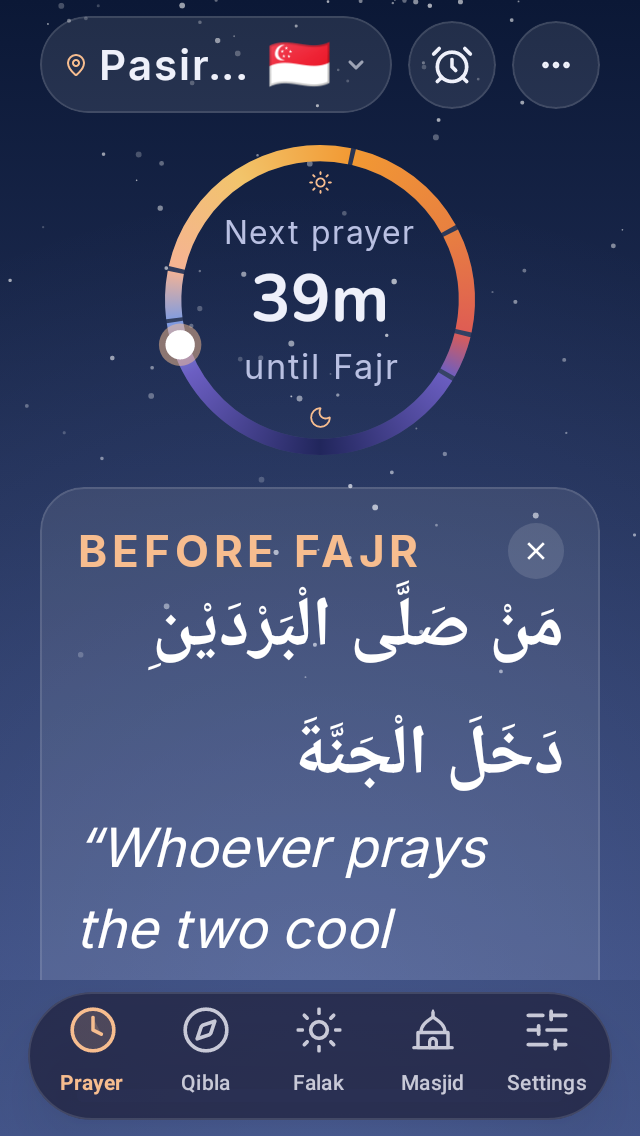 Pasir...
Next prayer
39m
until Fajr
BEFORE FAJR
مَنْ صَلَّى الْبَرْدَيْنِ
دَخَلَ الْجَنَّةَ
“Whoever prays
the two cool
Prayer Qibla Falak Masjid Settings